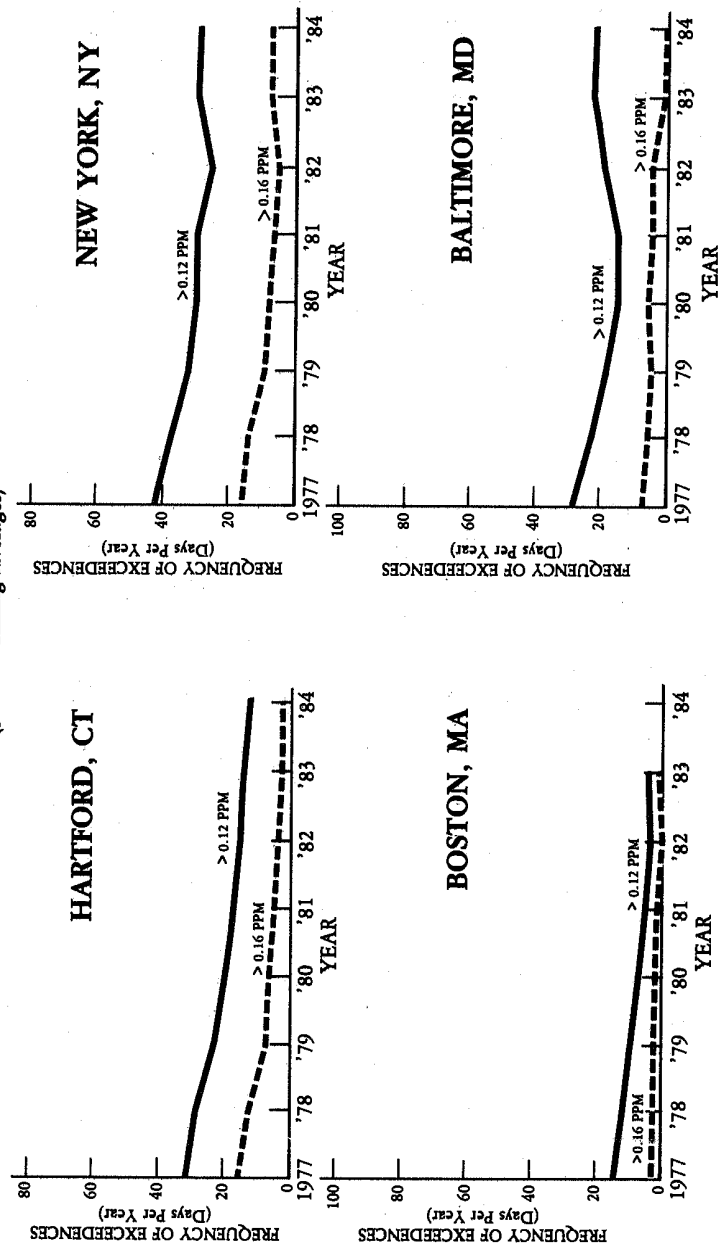 Averages)
HARTFORD, CT
FREQUENCY OF EXCEEDENCES
(Days Per Year)
80
60
40
20
0
> 0.12 PPM
> 0.16 PPM
1977 '78 '79 '80 '81 '82 '83 '84
YEAR
NEW YORK, NY
FREQUENCY OF EXCEEDENCES
(Days Per Year)
80
60
40
20
0
>0.12 PPM
>0.16 PPM
1977 '78 '79 '80 '81 '82 '83 '84
YEAR
BOSTON, MA
FREQUENCY OF EXCEEDENCES
(Days Per Year)
100
80
60
40
20
0
>0.16 PPM
> 0.12 PPM
1977 '78 '79 '80 '81 '82 '83 '84
YEAR
BALTIMORE, MD
FREQUENCY OF EXCEEDENCES
(Days Per Year)
100
80
60
40
20
0
> 0.12 PPM
> 0.16 PPM
1977 '78 '79 '80 '81 '82 '83 '84
YEAR